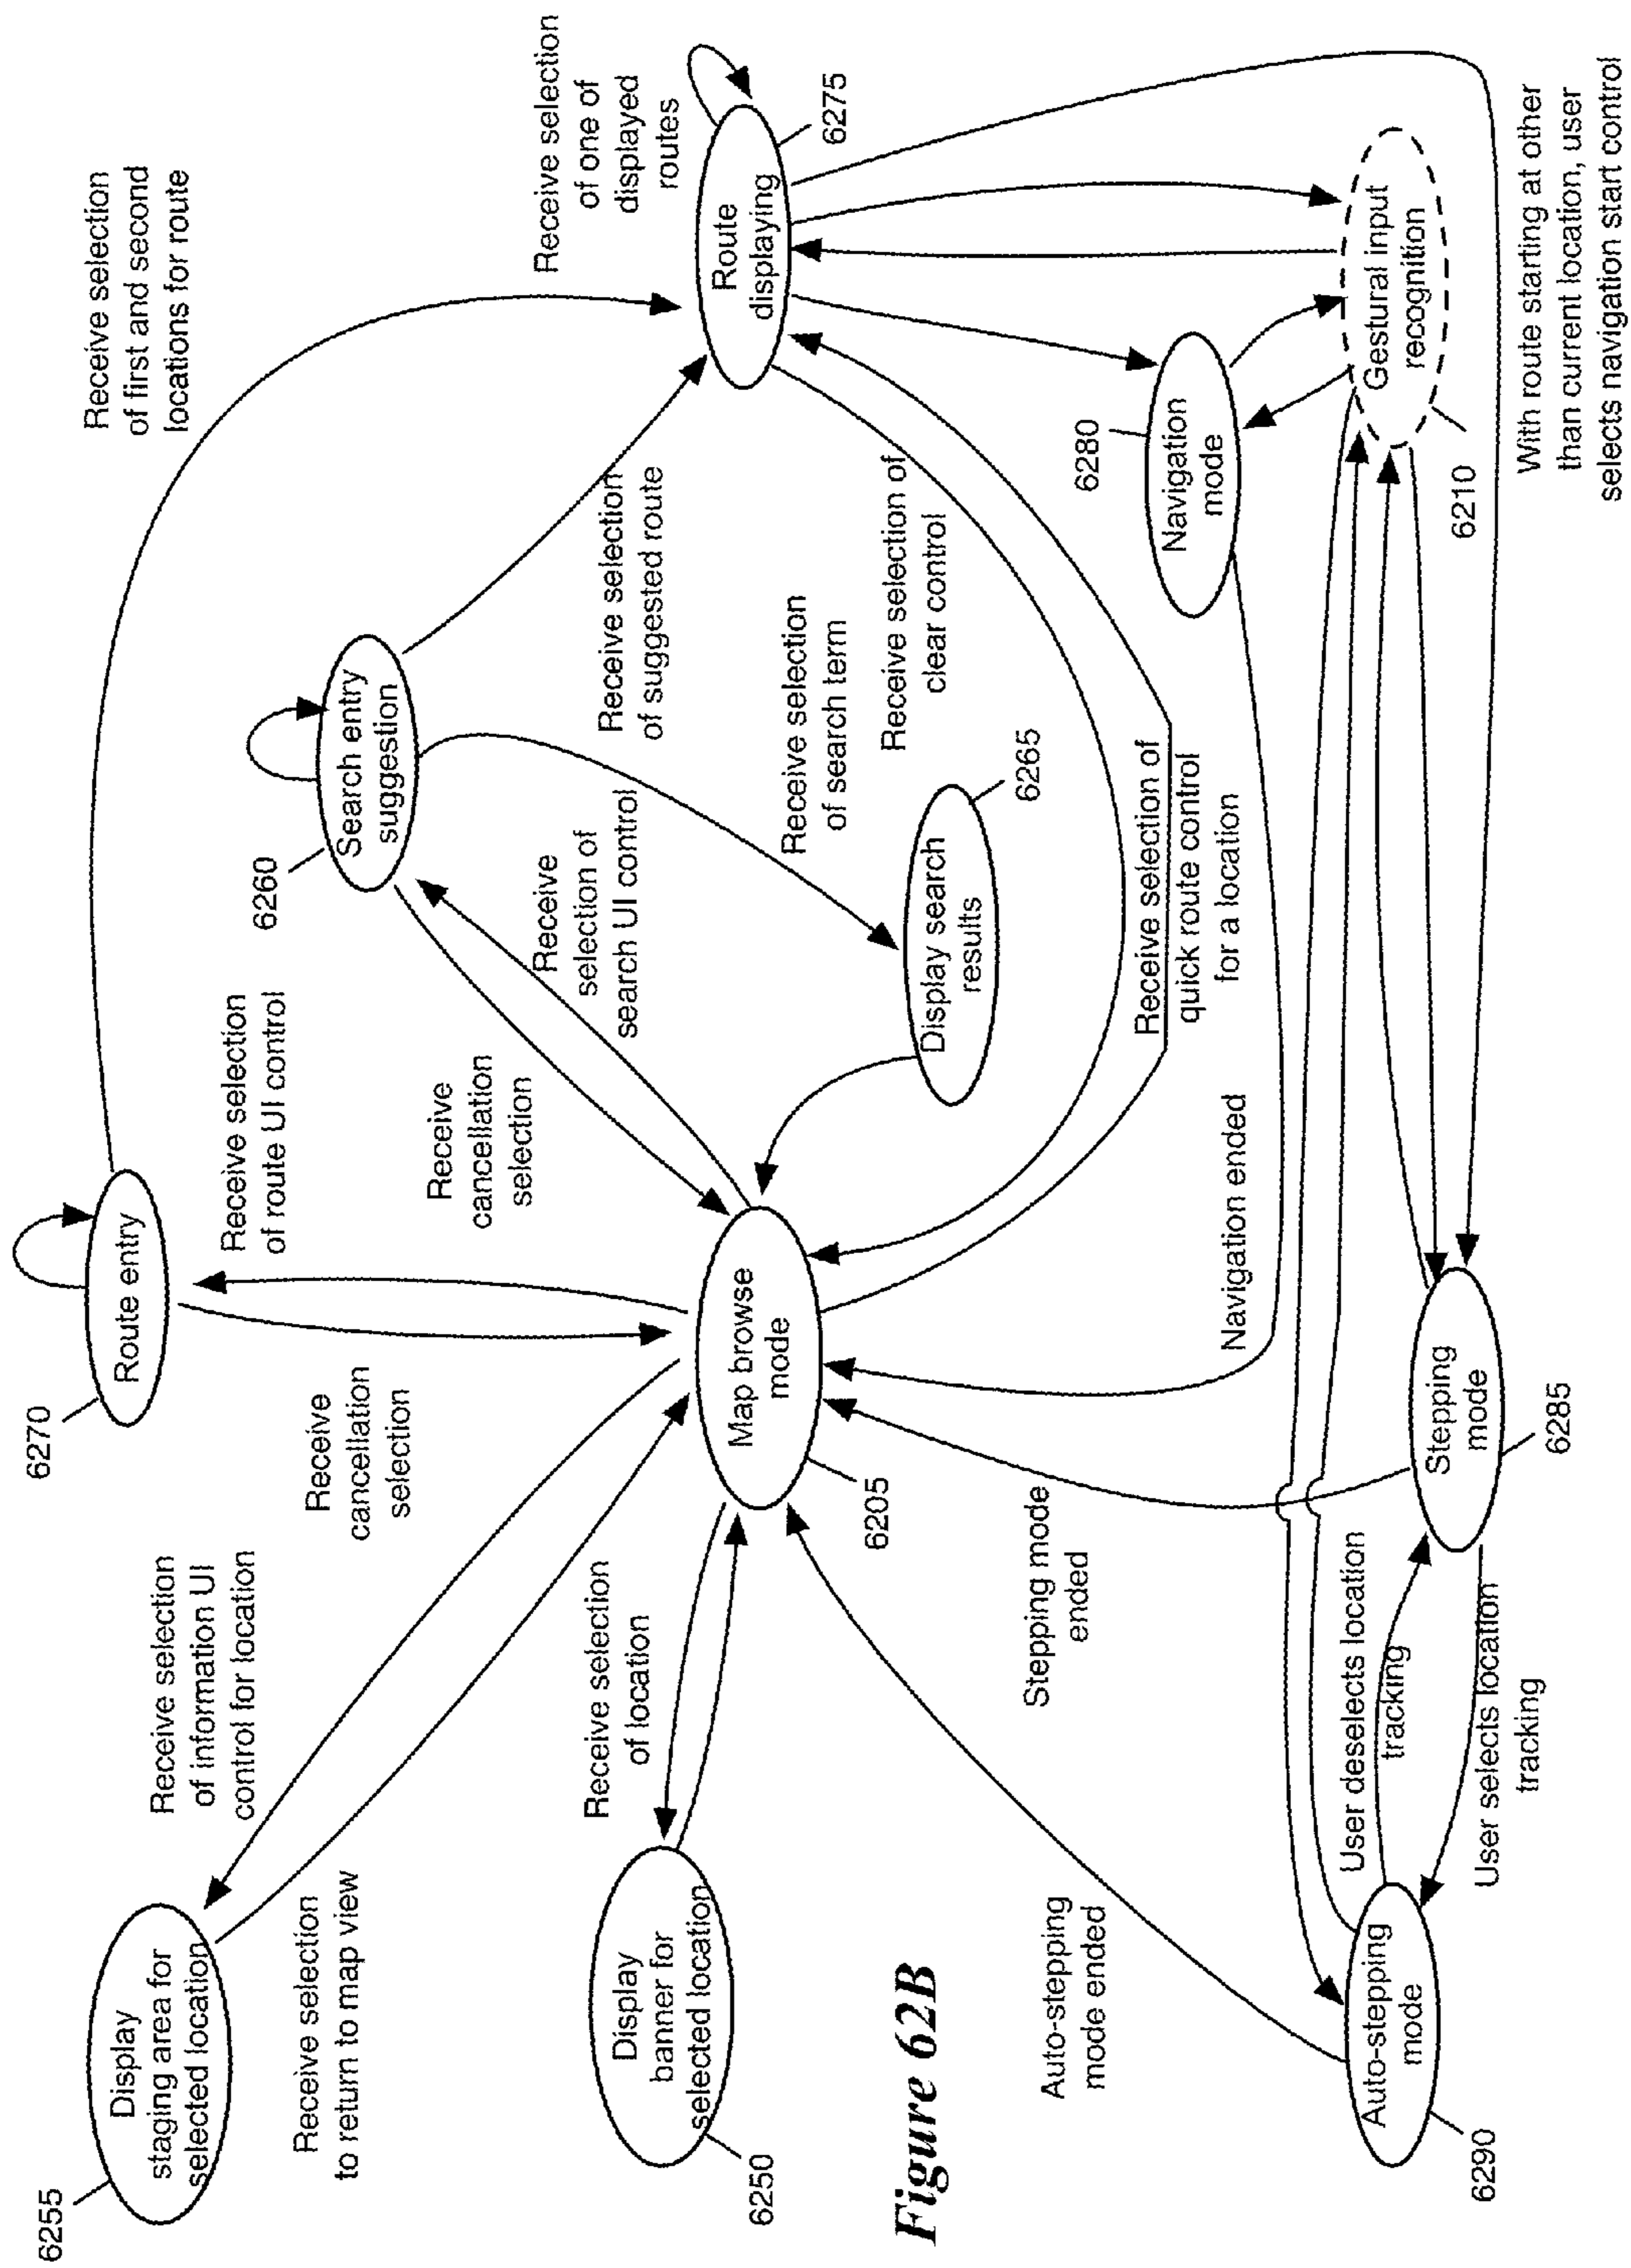 6255
Display
staging area for
selected location
Receive selection
of information UI
control for location
Receive selection
to return to map view
6270
Route entry
Receive
cancellation
selection
Receive selection
of route UI control
Receive selection
of first and second
locations for route
6260
Search entry
suggestion
Receive
cancellation
selection
Receive
selection of
search UI control
Receive selection
of suggested route
Receive selection
of one of
displayed
routes
Route
displaying
6275
6250
Display
banner for
selected location
Receive selection
of location
Map browse
mode
6205
Display search
results
6265
Receive selection
of search term
Receive selection of
clear control
Receive selection of
quick route control
for a location
6280
Navigation
mode
Navigation ended
Gestural input
recognition
6210
With route starting at other
than current location, user
selects navigation start control
Figure 62B
Auto-stepping
mode ended
Stepping mode
ended
User deselects location
tracking
User selects location
tracking
Auto-stepping
mode
6290
Stepping
mode
6285